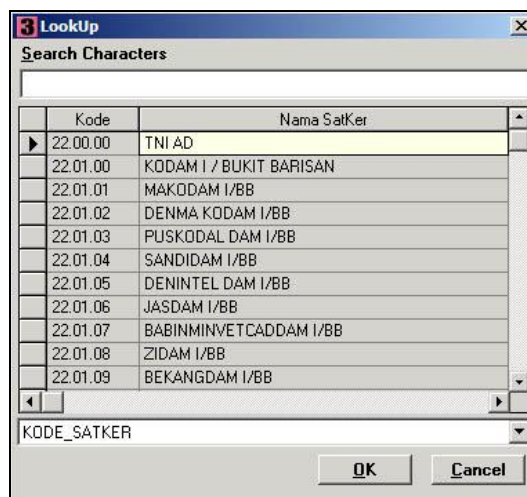 3 LookUp
Search Characters
Kode Nama SatKer
22.00.00 TNI AD
22.01.00 KODAM I / BUKIT BARISAN
22.01.01 MAKODAM I/BB
22.01.02 DENMA KODAM I/BB
22.01.03 PUSKODAL DAM I/BB
22.01.04 SANDIDAM I/BB
22.01.05 DENINTEL DAM I/BB
22.01.06 JASDAM I/BB
22.01.07 BABINMINVETCADDAM I/BB
22.01.08 ZIDAM I/BB
22.01.09 BEKANGDAM I/BB
KODE_SATKER
OK Cancel